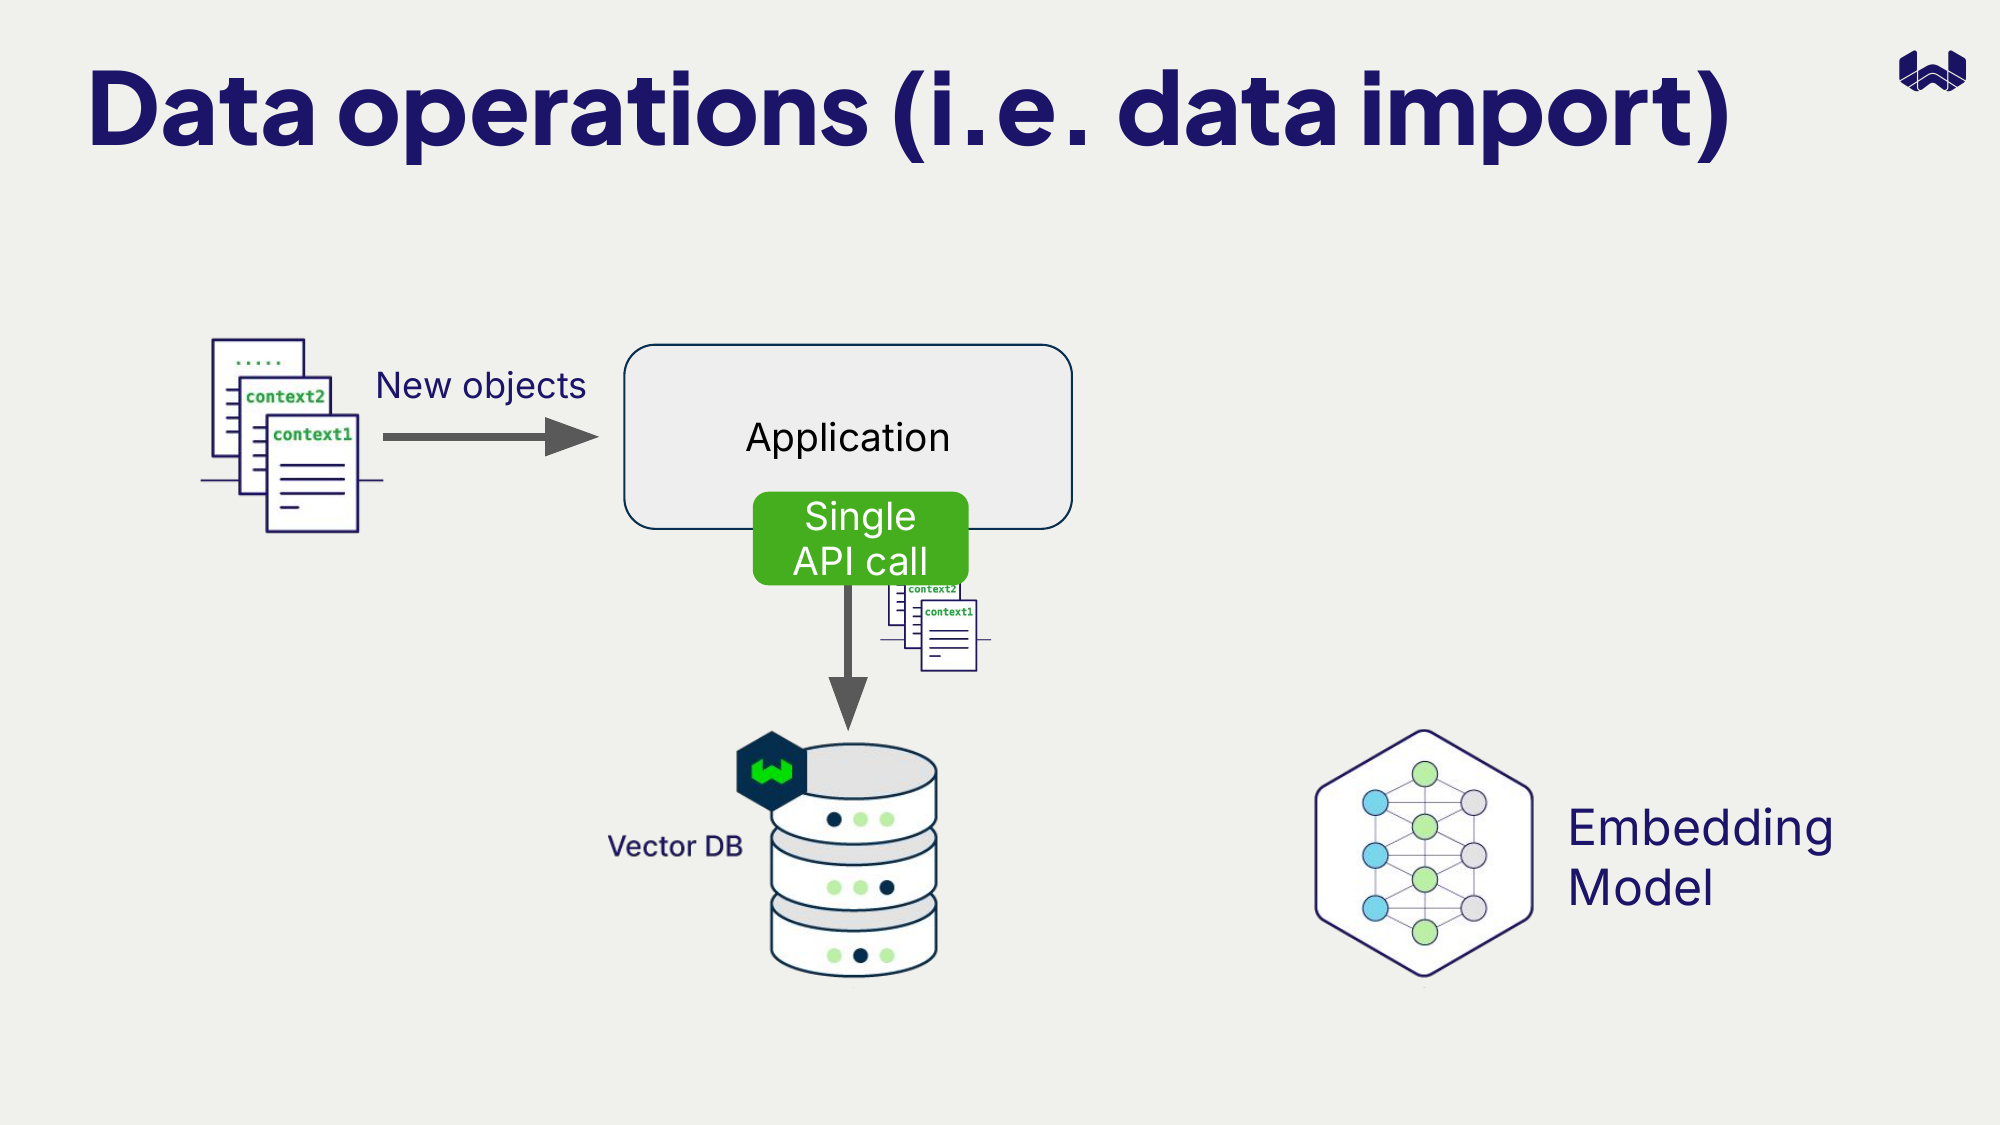 Data operations (i.e. data import)
.....
context2
context1
New objects
Application
Single
API call
context2
context1
Vector DB
Embedding
Model